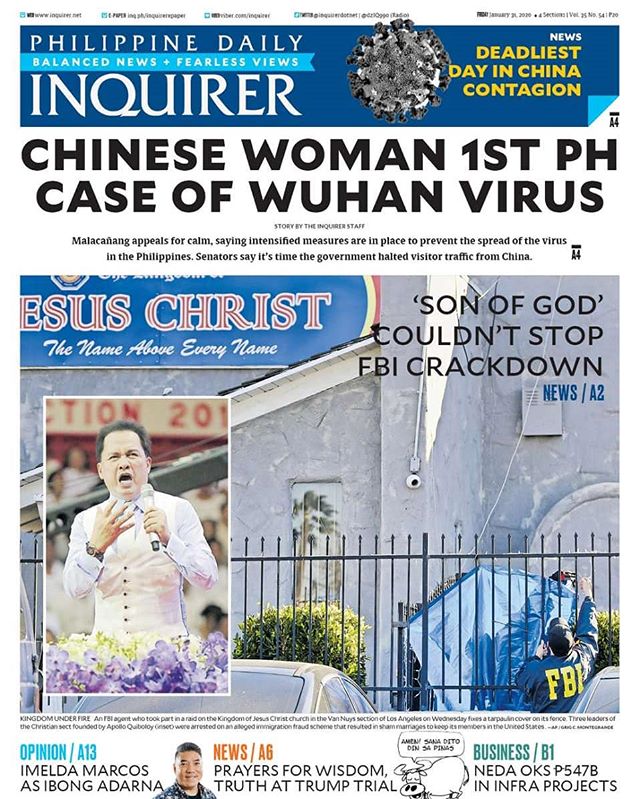 WEB www.inquirer.net E-PAPER inq.ph/inquirerepaper VIBER viber.com/inquirer TWITTER @inquirerdotnet | @dzIQ990 (Radio) FRIDAY January 31, 2020 • 4 Sections | Vol. 35 No. 54 | P20
PHILIPPINE DAILY
BALANCED NEWS + FEARLESS VIEWS
INQUIRER
NEWS
DEADLIEST
DAY IN CHINA
CONTAGION
A4
CHINESE WOMAN 1ST PH
CASE OF WUHAN VIRUS
STORY BY THE INQUIRER STAFF
Malacañang appeals for calm, saying intensified measures are in place to prevent the spread of the virus
in the Philippines. Senators say it's time the government halted visitor traffic from China.
A4
JESUS CHRIST
The Name Above Every Name
'SON OF GOD'
COULDN'T STOP
FBI CRACKDOWN
NEWS / A2
TION 201
FBI
KINGDOM UNDER FIRE An FBI agent who took part in a raid on the Kingdom of Jesus Christ church in the Van Nuys section of Los Angeles on Wednesday fixes a tarpaulin cover on its fence. Three leaders of
the Christian sect founded by Apollo Quiboloy (inset) were arrested on an alleged immigration fraud scheme that resulted in sham marriages to keep its members in the United States. —AP / GREG E. MONTEGRANDE
OPINION / A13
IMELDA MARCOS
AS IBONG ADARNA
NEWS / A6
PRAYERS FOR WISDOM,
TRUTH AT TRUMP TRIAL
AMEN! SANA DITO
DIN SA PINAS
BUSINESS / B1
NEDA OKS P547B
IN INFRA PROJECTS